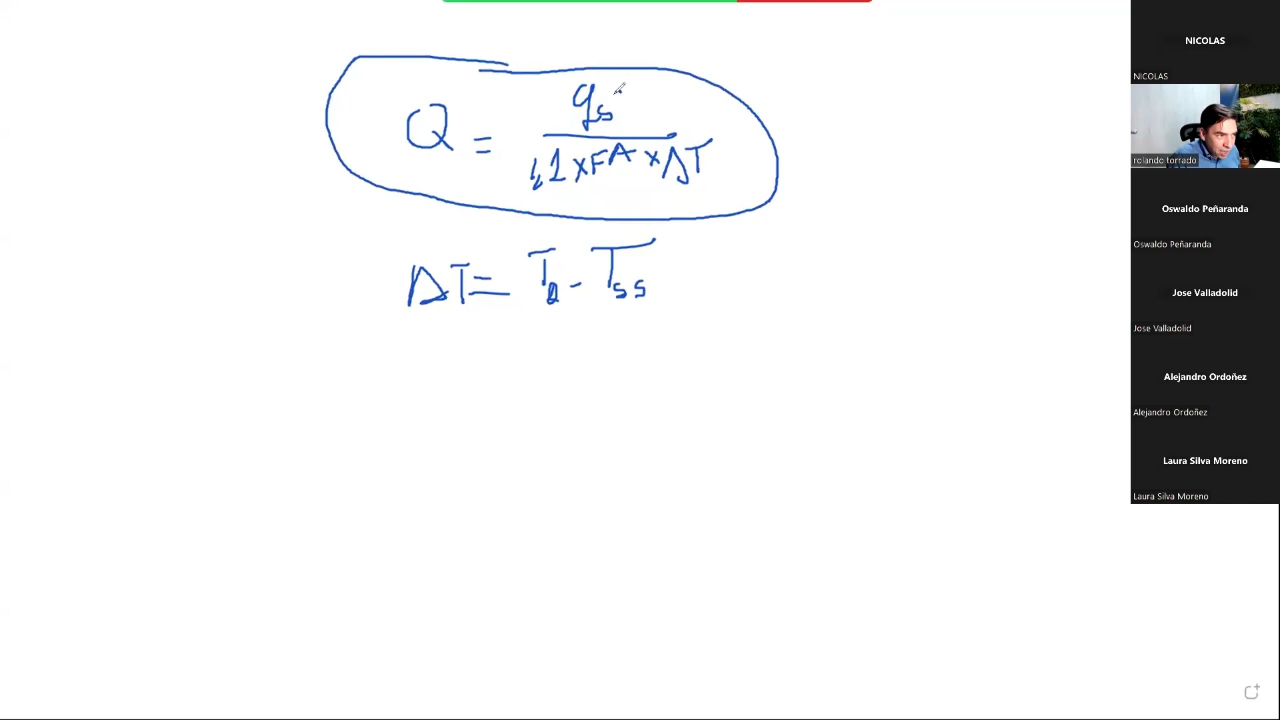 NICOLAS
NICOLAS
rolando torrado
Oswaldo Peñaranda
Oswaldo Peñaranda
Jose Valladolid
Jose Valladolid
Alejandro Ordoñez
Alejandro Ordoñez
Laura Silva Moreno
Laura Silva Moreno
Q = qs
1,1 x FA x ΔT
ΔT = Ta - Tss